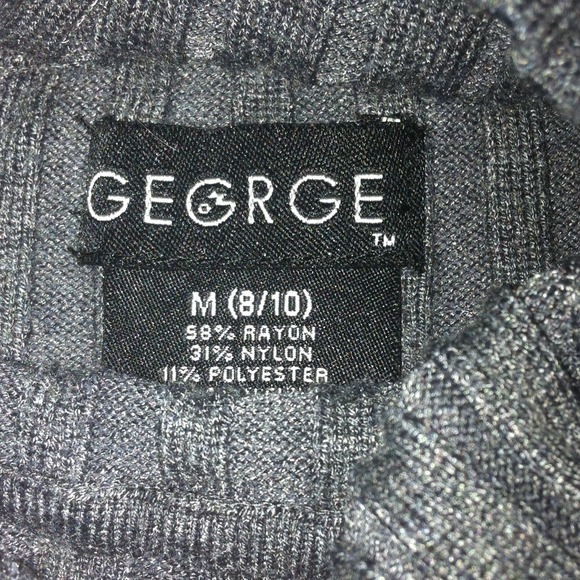 GEORGE
TM
M (8/10)
58% RAYON
31% NYLON
11% POLYESTER